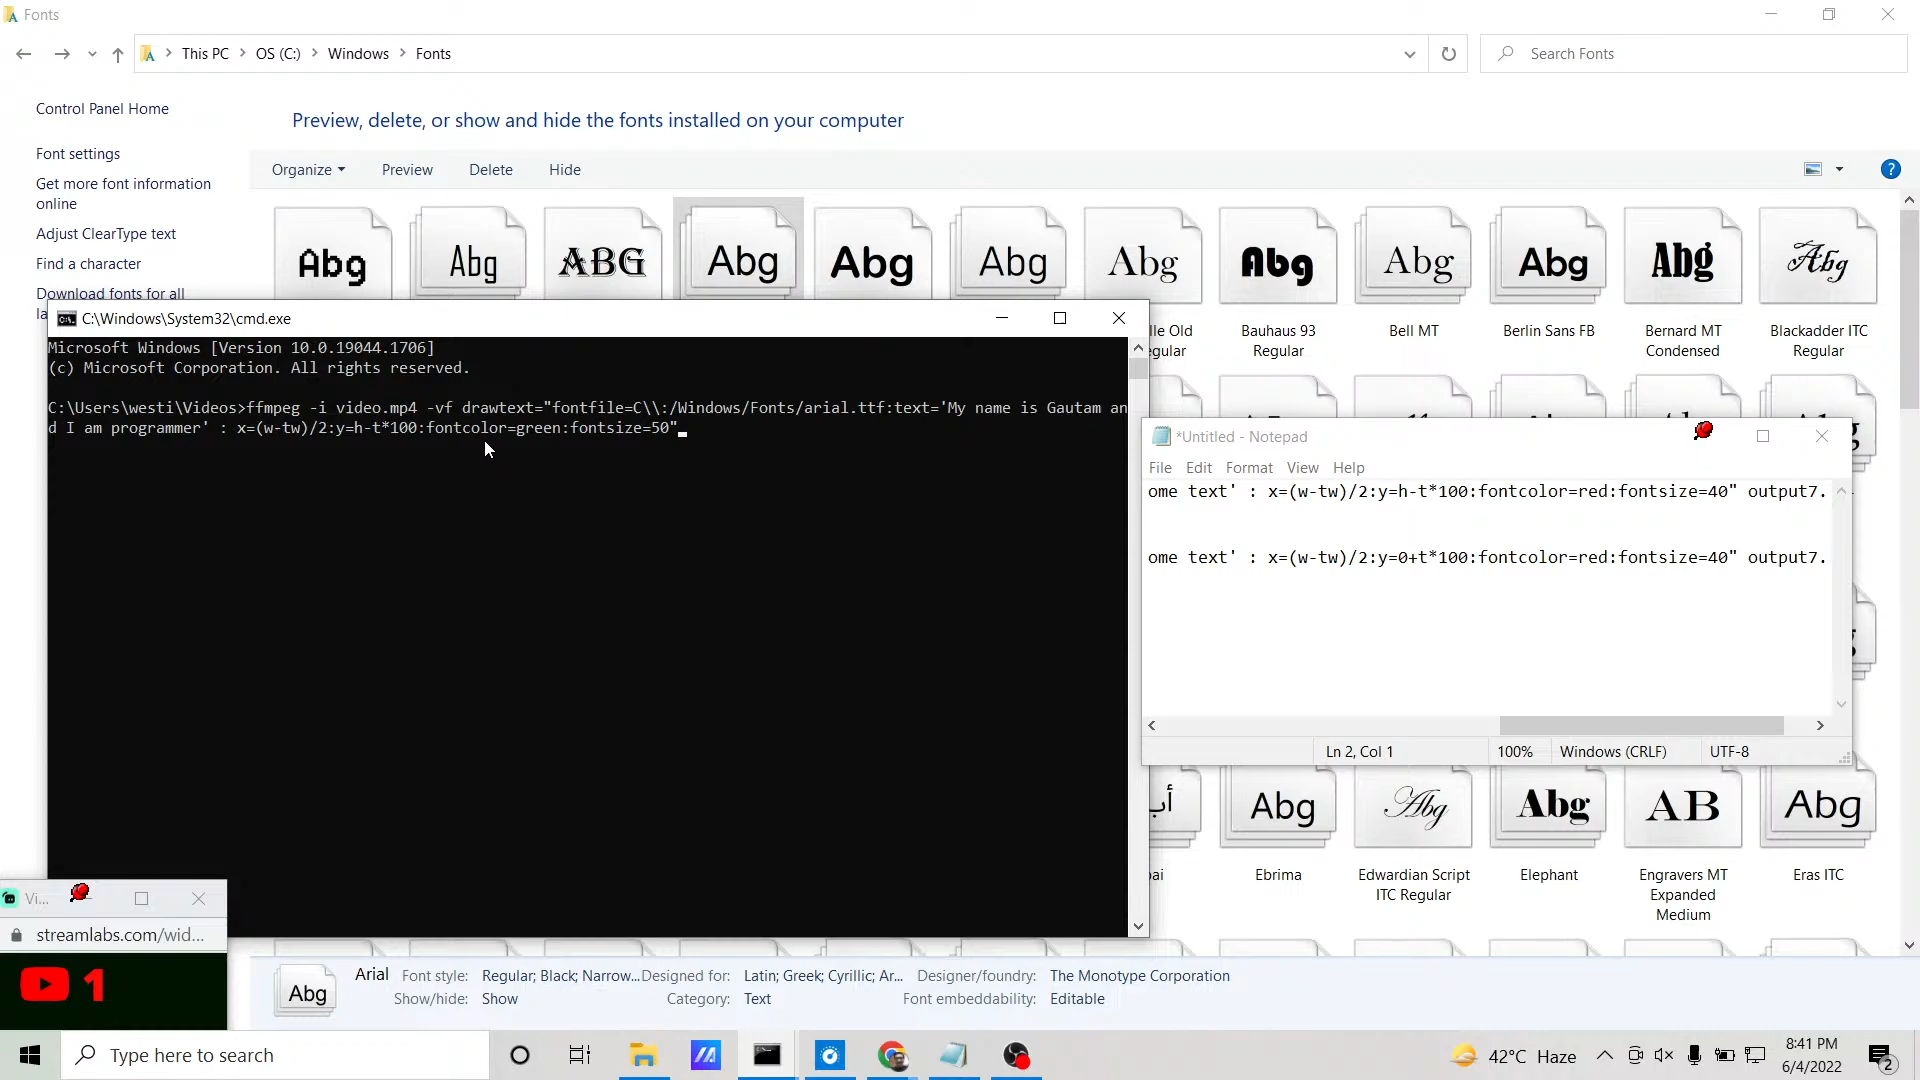 Fonts
This PC > OS (C:) > Windows > Fonts
Search Fonts
Control Panel Home
Font settings
Get more font information
online
Adjust ClearType text
Find a character
Download fonts for all
Preview, delete, or show and hide the fonts installed on your computer
Organize Preview Delete Hide
Abg Abg ABG Abg Abg Abg Abg Abg Abg Abg Abg Abg
Bauhaus 93
Regular
Bell MT
Berlin Sans FB
Bernard MT
Condensed
Blackadder ITC
Regular
C:\Windows\System32\cmd.exe
Microsoft Windows [Version 10.0.19044.1706]
(c) Microsoft Corporation. All rights reserved.
C:\Users\westi\Videos>ffmpeg -i video.mp4 -vf drawtext="fontfile=C\\:/Windows/Fonts/arial.ttf:text='My name is Gautam an
d I am programmer' : x=(w-tw)/2:y=h-t*100:fontcolor=green:fontsize=50"
*Untitled - Notepad
File Edit Format View Help
ome text' : x=(w-tw)/2:y=h-t*100:fontcolor=red:fontsize=40" output7.
ome text' : x=(w-tw)/2:y=0+t*100:fontcolor=red:fontsize=40" output7.
Ln 2, Col 1 100% Windows (CRLF) UTF-8
Abg Abg Abg AB Abg
Ebrima
Edwardian Script
ITC Regular
Elephant
Engravers MT
Expanded
Medium
Eras ITC
Vi...
streamlabs.com/wid...
1
Abg
Arial Font style: Regular; Black; Narrow... Designed for: Latin; Greek; Cyrillic; Ar... Designer/foundry: The Monotype Corporation
Show/hide: Show Category: Text Font embeddability: Editable
Type here to search
42°C Haze
8:41 PM
6/4/2022
2